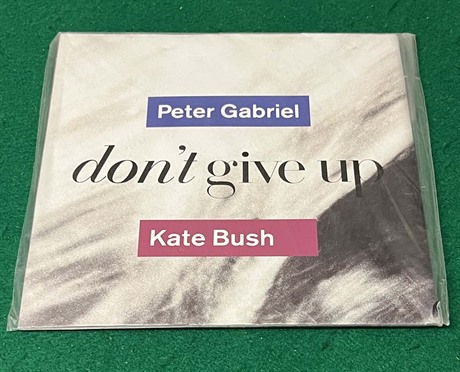 Peter Gabriel
don't give up
Kate Bush